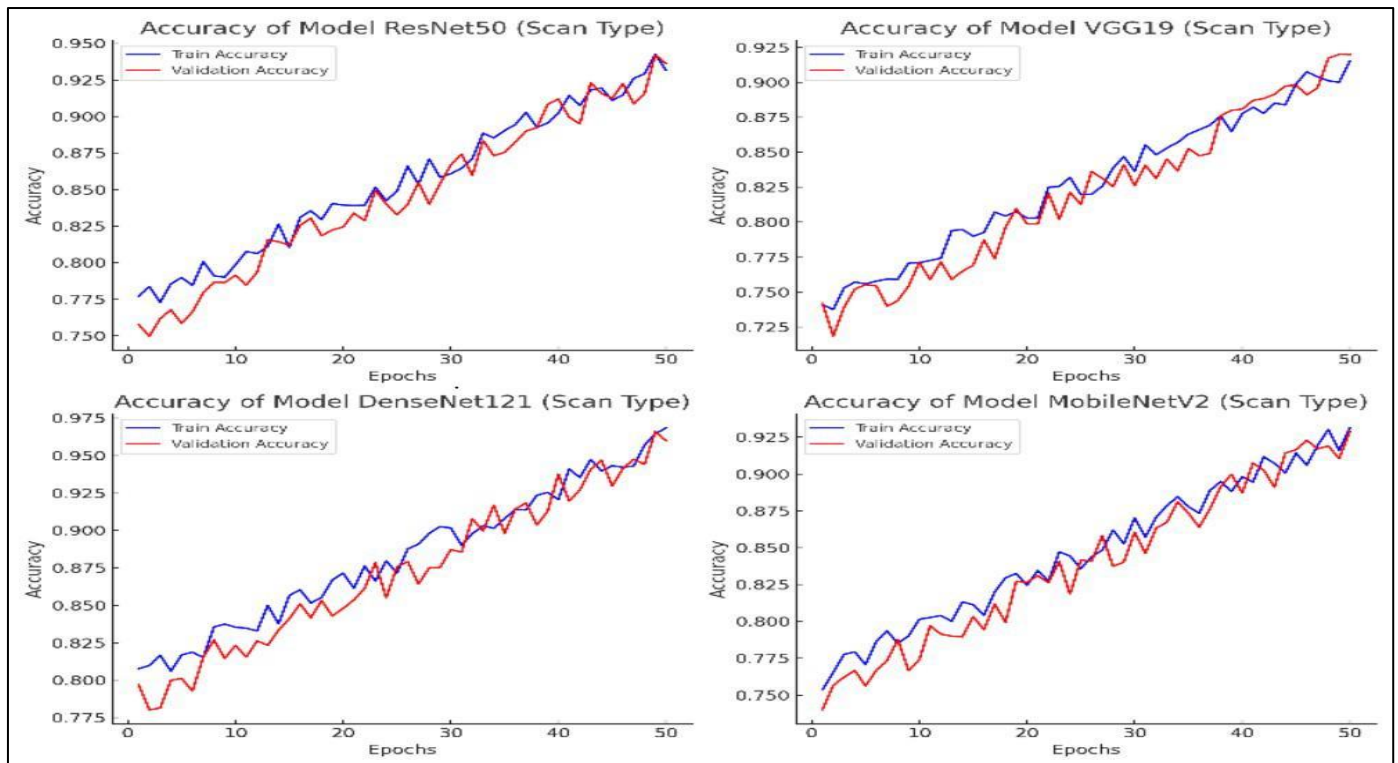 Accuracy of Model ResNet50 (Scan Type)
Train Accuracy
Validation Accuracy
0.950
0.925
0.900
0.875
0.850
0.825
0.800
0.775
0.750
Accuracy
0
10
20
30
40
50
Epochs
Accuracy of Model VGG19 (Scan Type)
Train Accuracy
Validation Accuracy
0.925
0.900
0.875
0.850
0.825
0.800
0.775
0.750
0.725
Accuracy
0
10
20
30
40
50
Epochs
Accuracy of Model DenseNet121 (Scan Type)
Train Accuracy
Validation Accuracy
0.975
0.950
0.925
0.900
0.875
0.850
0.825
0.800
0.775
Accuracy
0
10
20
30
40
50
Epochs
Accuracy of Model MobileNetV2 (Scan Type)
Train Accuracy
Validation Accuracy
0.925
0.900
0.875
0.850
0.825
0.800
0.775
0.750
Accuracy
0
10
20
30
40
50
Epochs